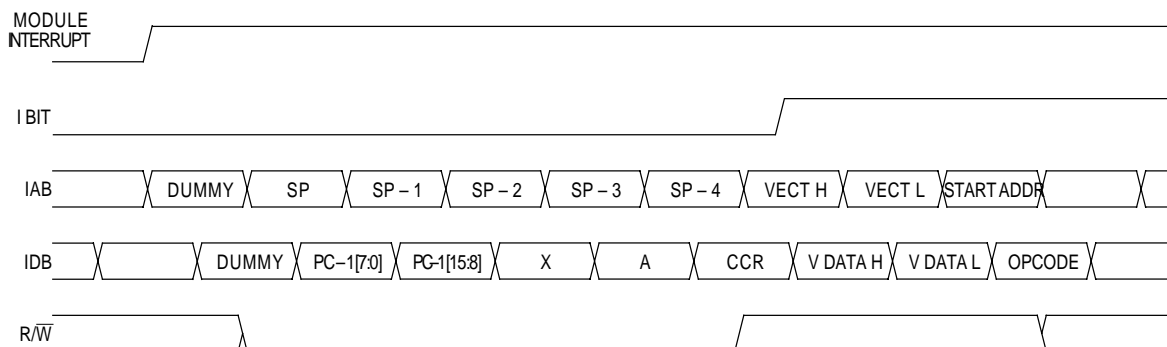 MODULE
INTERRUPT
I BIT
IAB DUMMY SP SP – 1 SP – 2 SP – 3 SP – 4 VECT H VECT L START ADDR
IDB DUMMY PC–1[7:0] PC-1[15:8] X A CCR V DATA H V DATA L OPCODE
R/W̅